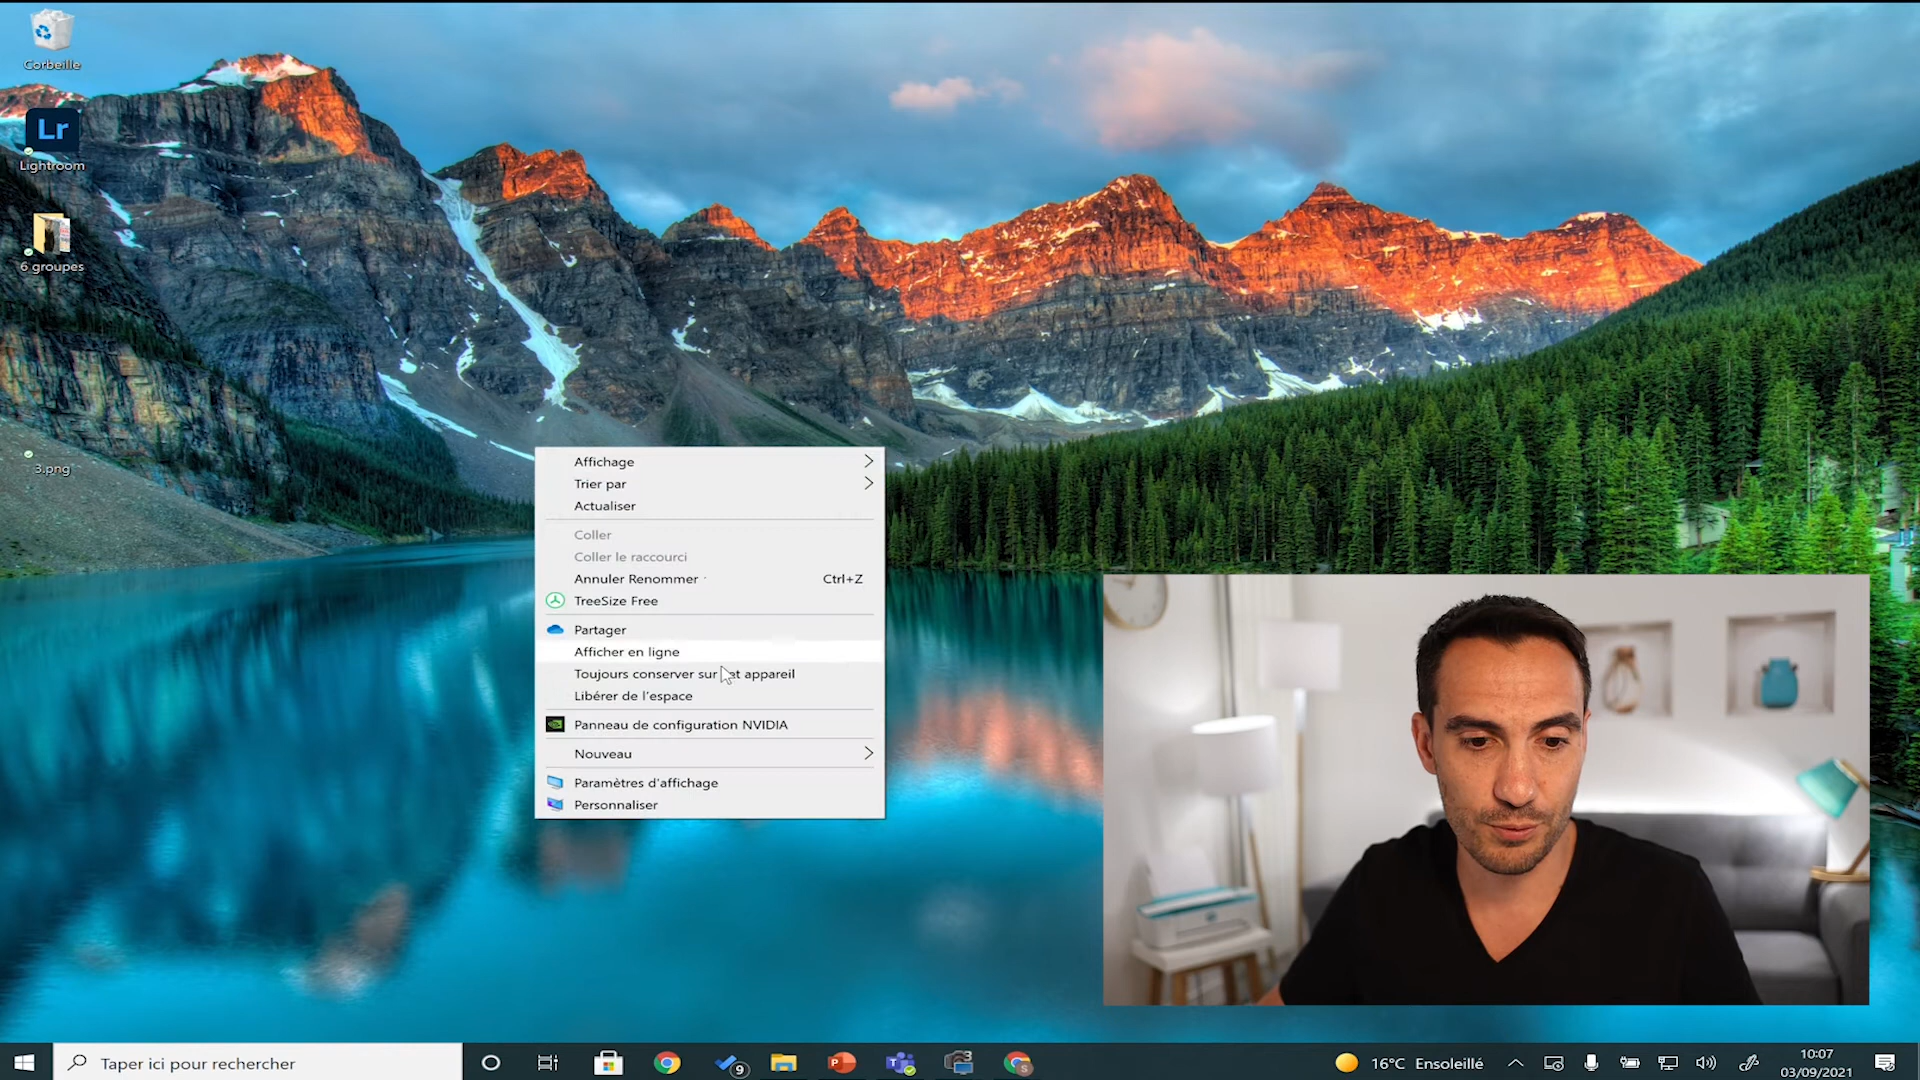 Corbeille
Lr
Lightroom
6 groupes
3.png
Affichage
Trier par
Actualiser
Coller
Coller le raccourci
Annuler Renommer Ctrl+Z
TreeSize Free
Partager
Afficher en ligne
Toujours conserver sur et appareil
Libérer de l'espace
Panneau de configuration NVIDIA
Nouveau
Paramètres d'affichage
Personnaliser
Taper ici pour rechercher
9
3
16°C Ensoleillé
10:07
03/09/2021